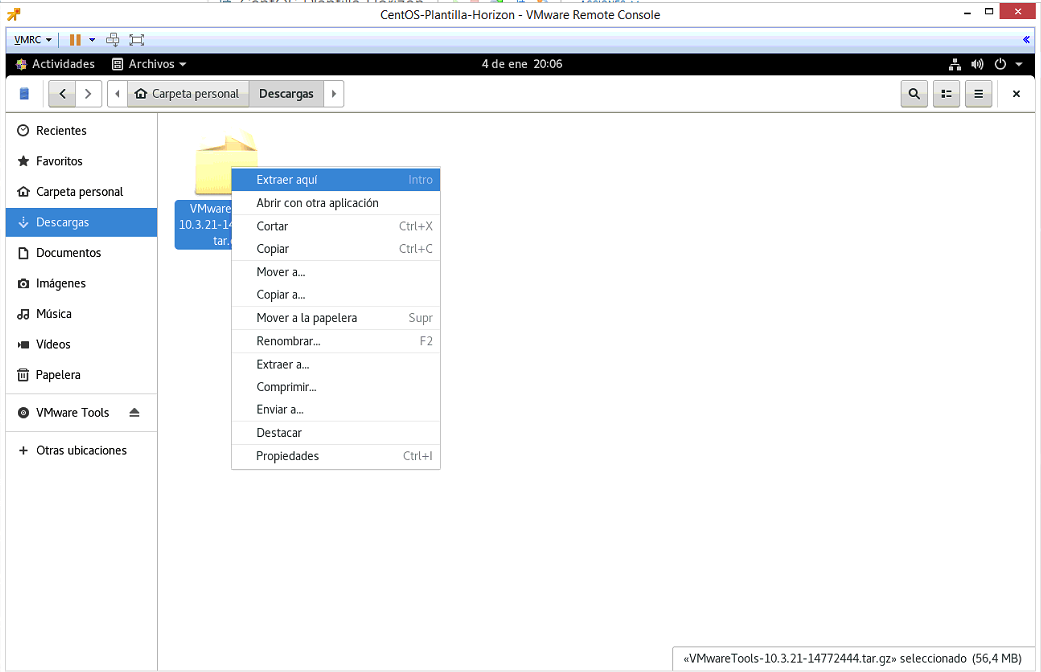 CentOS-Plantilla-Horizon - VMware Remote Console
VMRC
Actividades Archivos 4 de ene 20:06
Carpeta personal Descargas
Recientes
Favoritos
Carpeta personal
Descargas
Documentos
Imágenes
Música
Vídeos
Papelera
VMware Tools
Otras ubicaciones
VMware
10.3.21-14
tar.
Extraer aquí Intro
Abrir con otra aplicación
Cortar Ctrl+X
Copiar Ctrl+C
Mover a...
Copiar a...
Mover a la papelera Supr
Renombrar... F2
Extraer a...
Comprimir...
Enviar a...
Destacar
Propiedades Ctrl+I
«VMwareTools-10.3.21-14772444.tar.gz» seleccionado (56,4 MB)